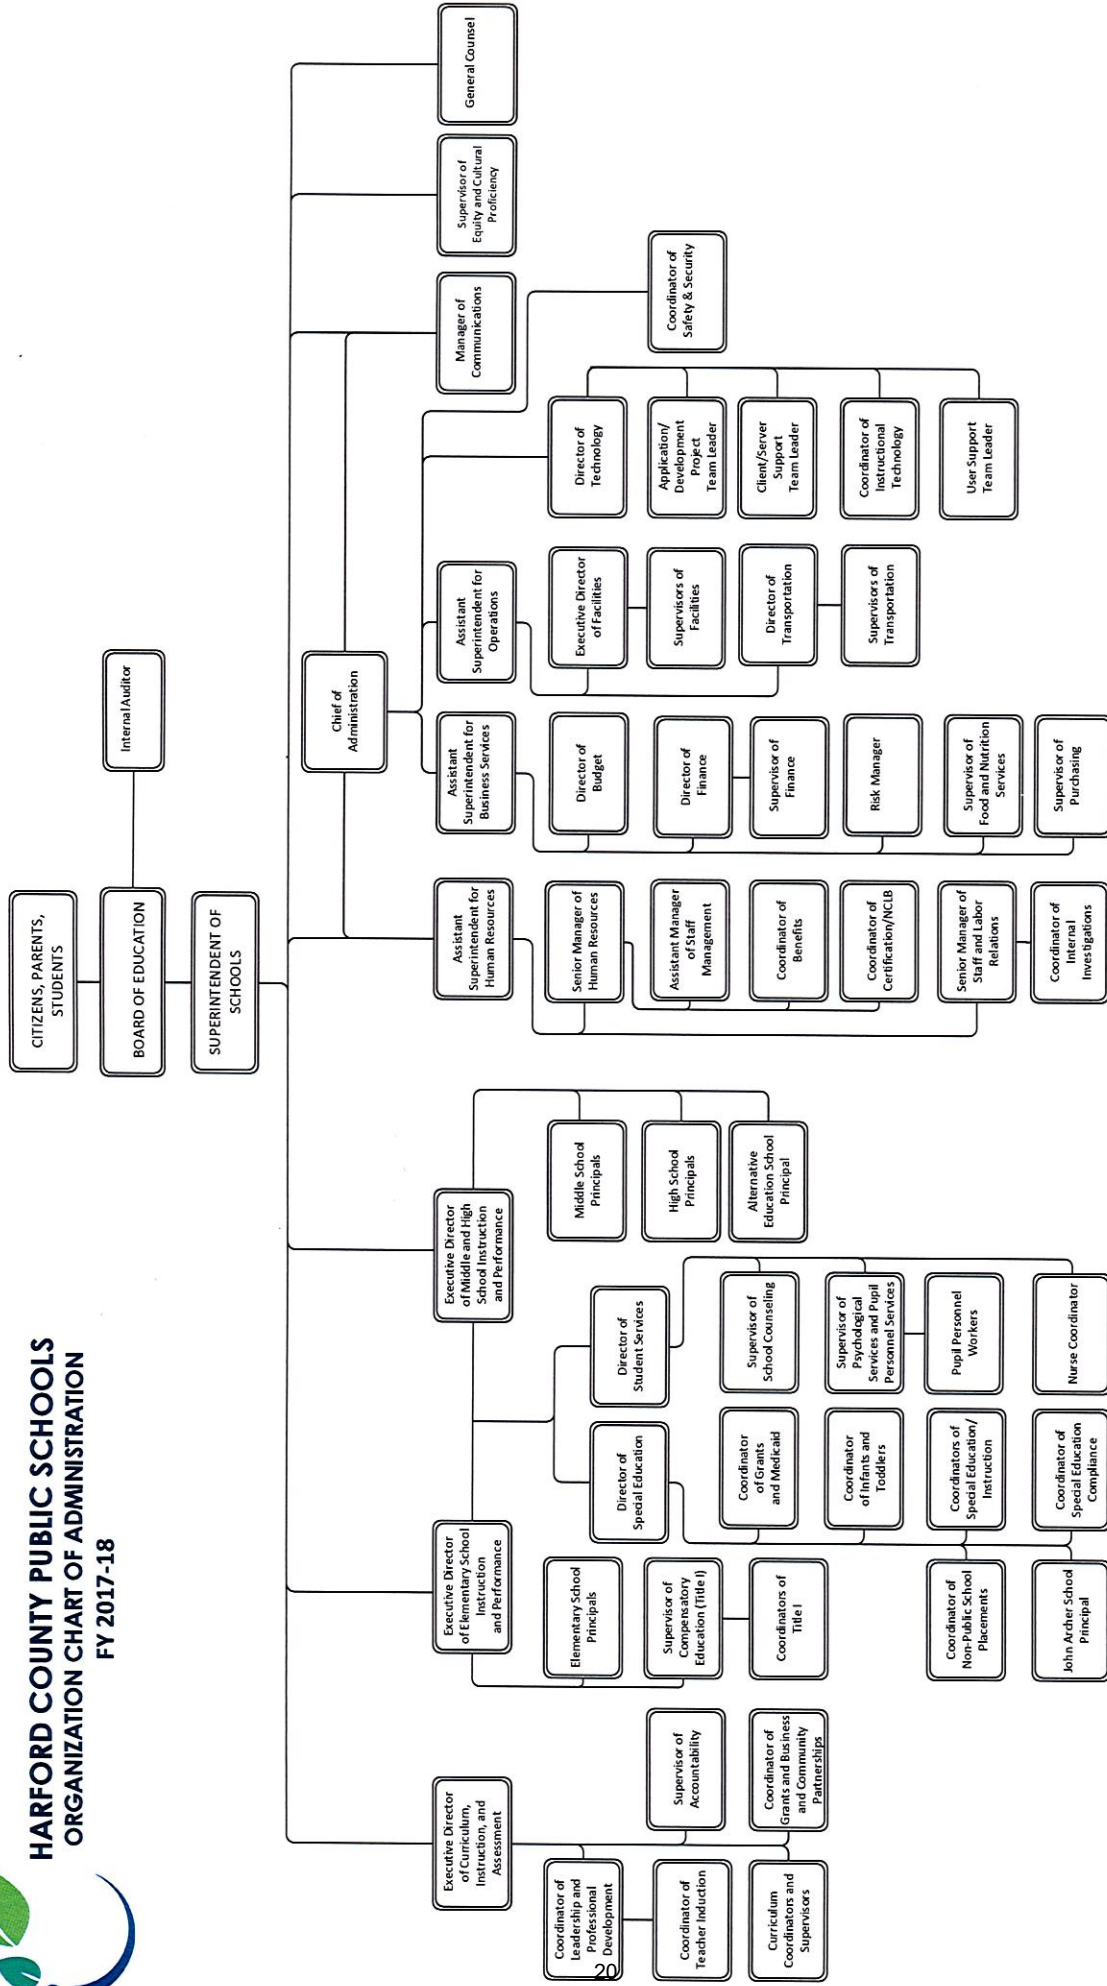 HARFORD COUNTY PUBLIC SCHOOLS
ORGANIZATION CHART OF ADMINISTRATION
FY 2017-18
CITIZENS, PARENTS,
STUDENTS
BOARD OF EDUCATION
Internal Auditor
SUPERINTENDENT OF
SCHOOLS
Chief of
Administration
Executive Director
of Curriculum,
Instruction, and
Assessment
Executive Director
of Elementary School
Instruction
and Performance
Executive Director
of Middle and High
School Instruction
and Performance
Assistant
Superintendent for
Human Resources
Assistant
Superintendent for
Business Services
Assistant
Superintendent for
Operations
Manager of
Communications
Supervisor of
Equity and Cultural
Proficiency
General Counsel
Coordinator of
Leadership and
Professional
Development
Coordinator of
Teacher Induction
Curriculum
Coordinators and
Supervisors
Supervisor of
Accountability
Coordinator of
Grants and Business
and Community
Partnerships
Elementary School
Principals
Supervisor of
Compensatory
Education (Title I)
Coordinators of
Title I
Director of
Special Education
Coordinator
of Grants
and Medicaid
Coordinator
of Infants and
Toddlers
Coordinators of
Special Education/
Instruction
Coordinator of
Special Education
Compliance
Coordinator of
Non-Public School
Placements
John Archer School
Principal
Director of
Student Services
Supervisor of
School Counseling
Supervisor of
Psychological
Services and Pupil
Personnel Services
Pupil Personnel
Workers
Nurse Coordinator
Middle School
Principals
High School
Principals
Alternative
Education School
Principal
Senior Manager of
Human Resources
Assistant Manager
of Staff
Management
Coordinator of
Benefits
Coordinator of
Certification/NCLB
Senior Manager of
Staff and Labor
Relations
Coordinator of
Internal
Investigations
Director of
Budget
Director of
Finance
Supervisor of
Finance
Risk Manager
Supervisor of
Food and Nutrition
Services
Supervisor of
Purchasing
Executive Director
of Facilities
Supervisors of
Facilities
Director of
Transportation
Supervisors of
Transportation
Director of
Technology
Application/
Development
Project
Team Leader
Client/Server
Support
Team Leader
Coordinator of
Instructional
Technology
User Support
Team Leader
Coordinator of
Safety & Security
20